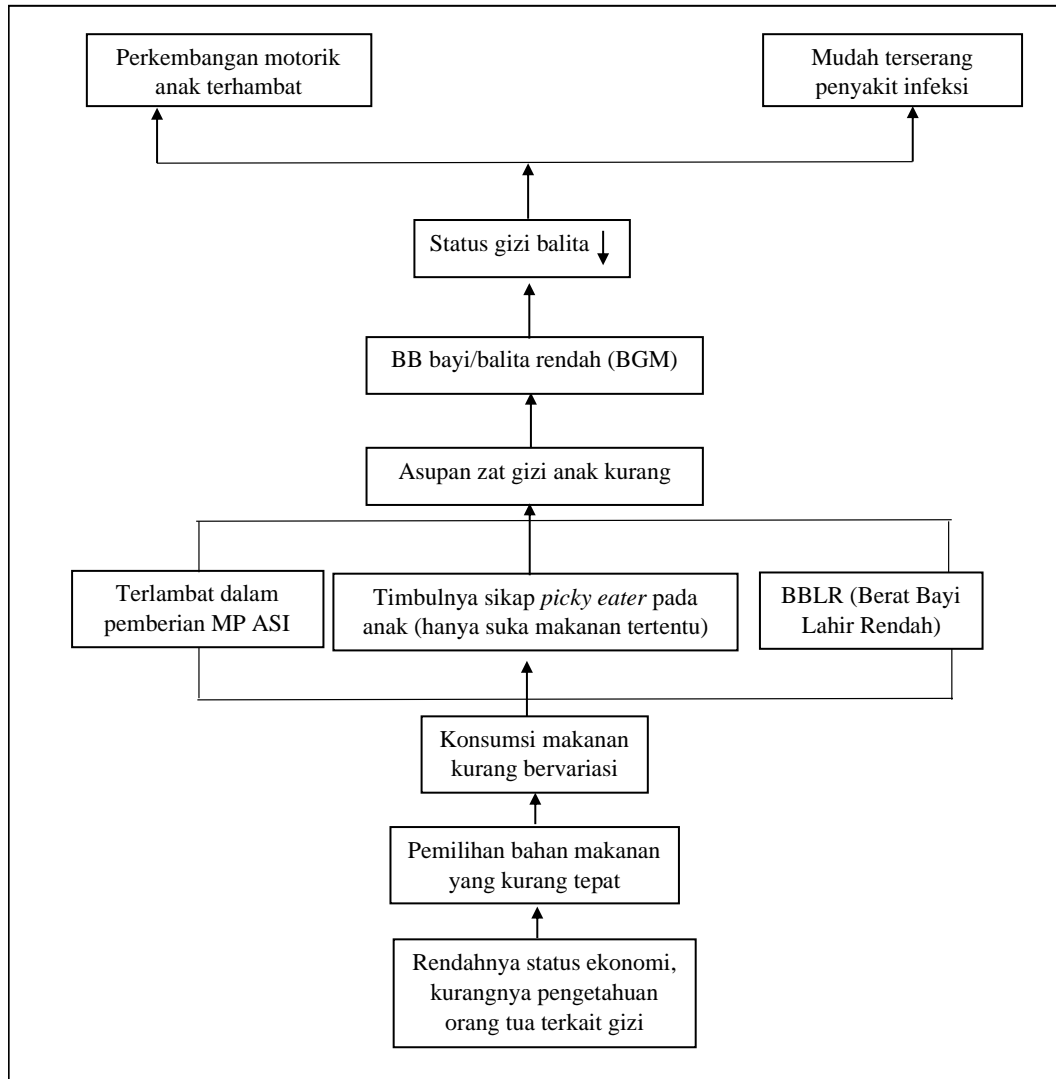 Perkembangan motorik
anak terhambat
Mudah terserang
penyakit infeksi
Status gizi balita
BB bayi/balita rendah (BGM)
Asupan zat gizi anak kurang
Terlambat dalam
pemberian MP ASI
Timbulnya sikap picky eater pada
anak (hanya suka makanan tertentu)
BBLR (Berat Bayi
Lahir Rendah)
Konsumsi makanan
kurang bervariasi
Pemilihan bahan makanan
yang kurang tepat
Rendahnya status ekonomi,
kurangnya pengetahuan
orang tua terkait gizi